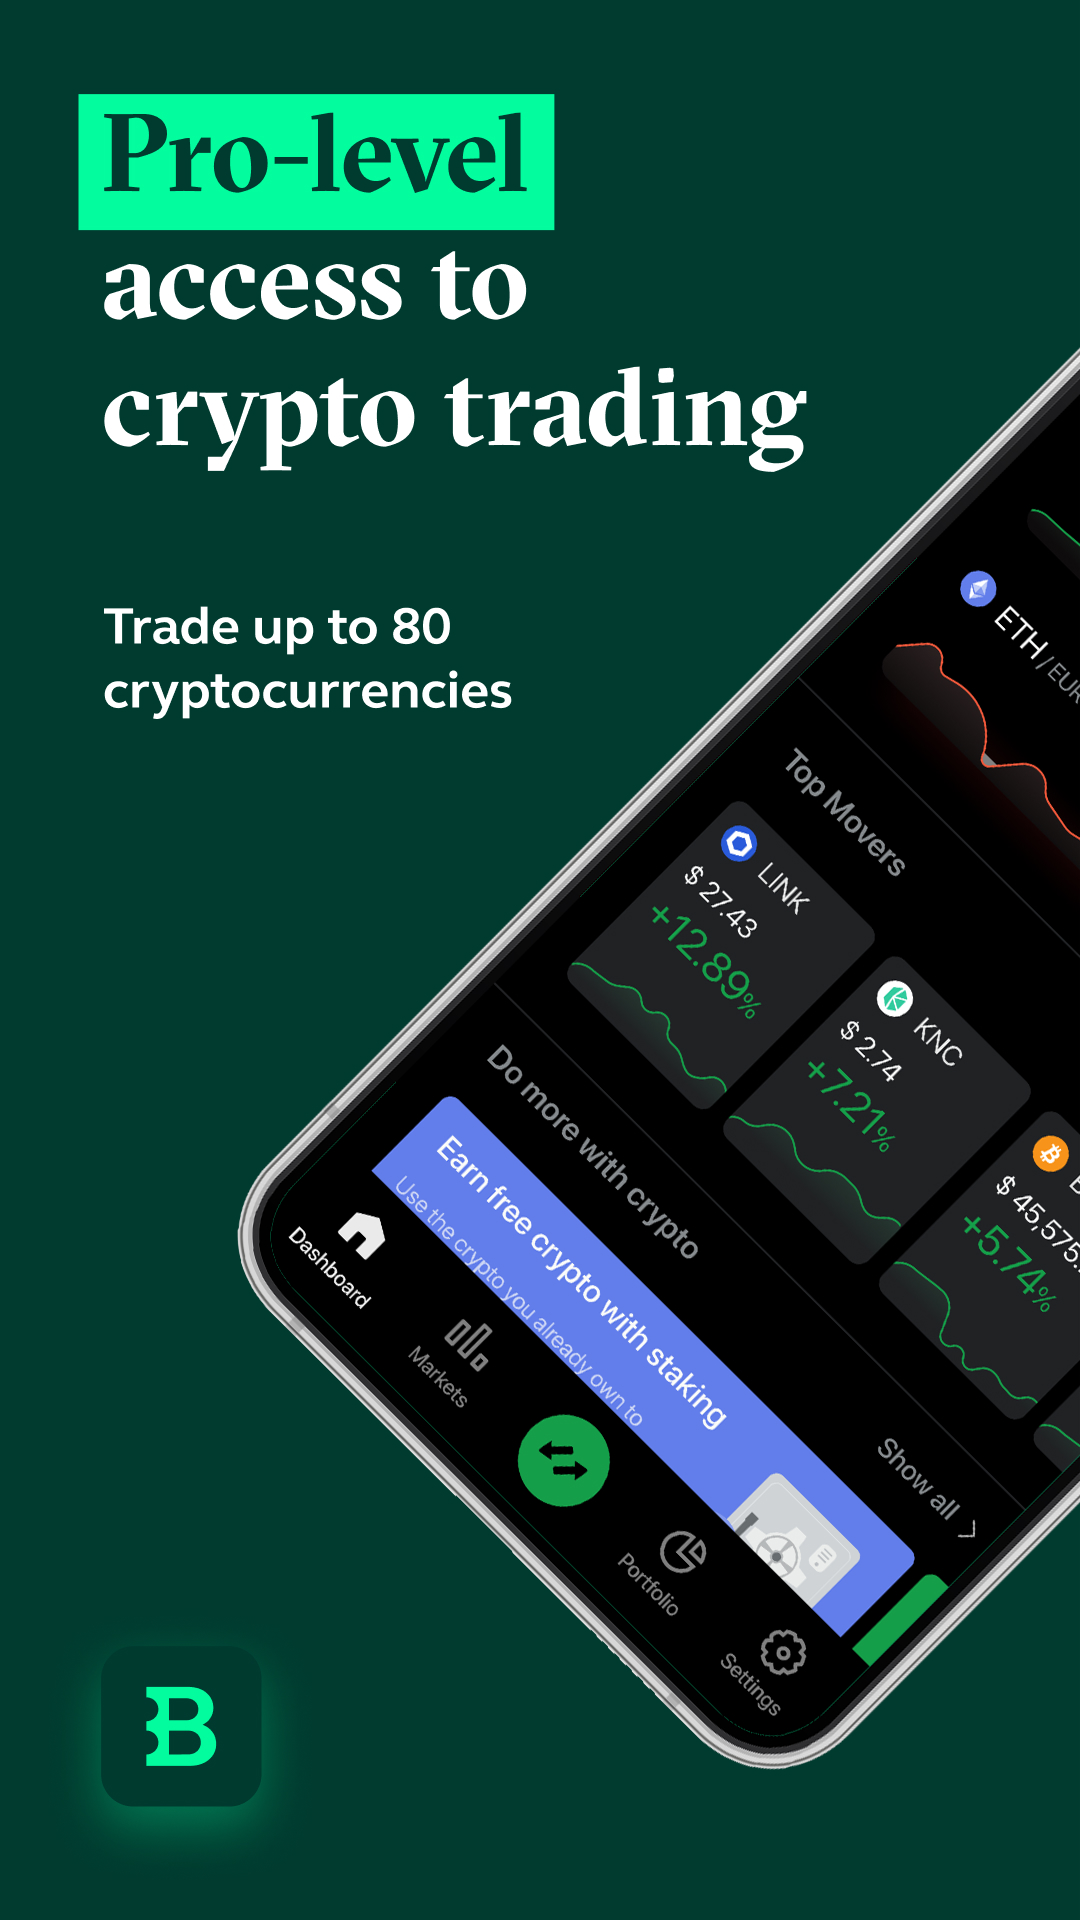 Pro-level
access to
crypto trading
Trade up to 80
cryptocurrencies
ETH/EUR
Top Movers
LINK
$ 27.43
+12.89%
KNC
$ 2.74
+7.21%
$ 45,575.
+5.74%
Do more with crypto
Show all
Earn free crypto with staking
Use the crypto you already own to
Dashboard
Markets
Portfolio
Settings
B